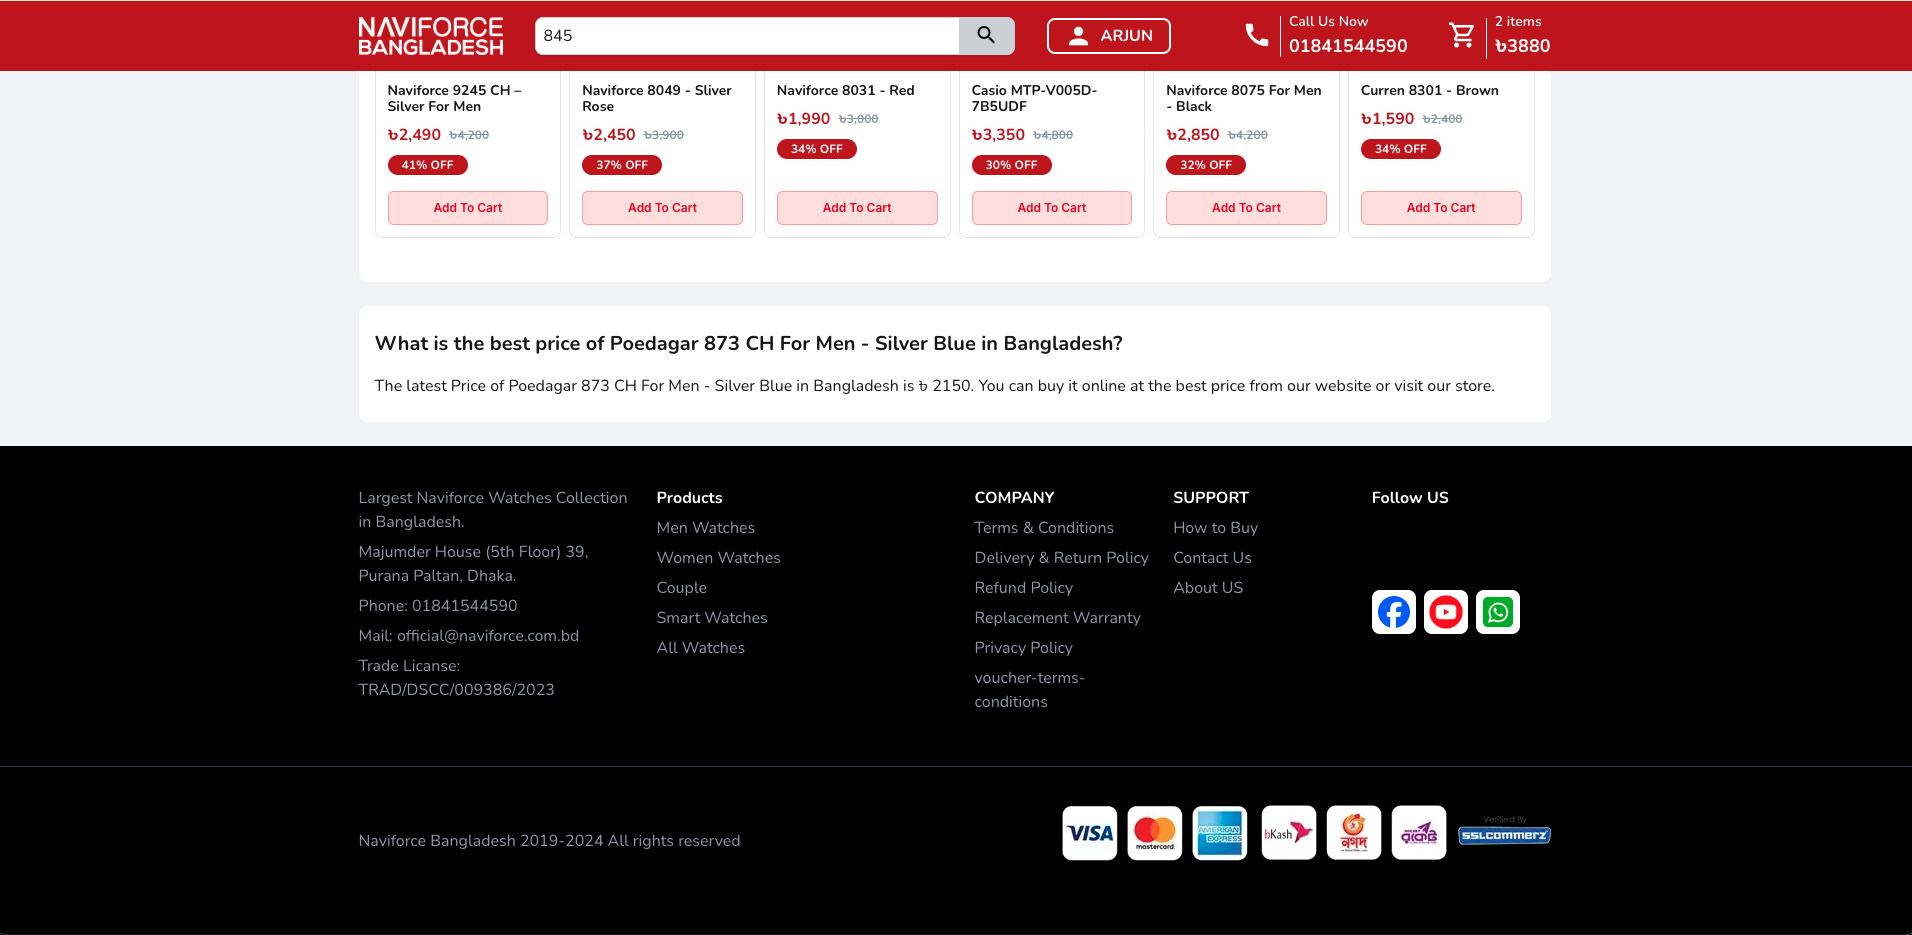 NAVIFORCE
BANGLADESH
845
ARJUN
Call Us Now
01841544590
2 items
৳3880
Naviforce 9245 CH –
Silver For Men
৳2,490 ৳4,200
41% OFF
Add To Cart
Naviforce 8049 - Sliver
Rose
৳2,450 ৳3,900
37% OFF
Add To Cart
Naviforce 8031 - Red
৳1,990 ৳3,000
34% OFF
Add To Cart
Casio MTP-V005D-
7B5UDF
৳3,350 ৳4,800
30% OFF
Add To Cart
Naviforce 8075 For Men
- Black
৳2,850 ৳4,200
32% OFF
Add To Cart
Curren 8301 - Brown
৳1,590 ৳2,400
34% OFF
Add To Cart
What is the best price of Poedagar 873 CH For Men - Silver Blue in Bangladesh?
The latest Price of Poedagar 873 CH For Men - Silver Blue in Bangladesh is ৳ 2150. You can buy it online at the best price from our website or visit our store.
Largest Naviforce Watches Collection
in Bangladesh.
Majumder House (5th Floor) 39,
Purana Paltan, Dhaka.
Phone: 01841544590
Mail: official@naviforce.com.bd
Trade Licanse:
TRAD/DSCC/009386/2023
Products
Men Watches
Women Watches
Couple
Smart Watches
All Watches
COMPANY
Terms & Conditions
Delivery & Return Policy
Refund Policy
Replacement Warranty
Privacy Policy
voucher-terms-
conditions
SUPPORT
How to Buy
Contact Us
About US
Follow US
Naviforce Bangladesh 2019-2024 All rights reserved
VISA
mastercard
AMERICAN
EXPRESS
bKash
নগদ
রকেট
Verified By
SSLCOMMERZ